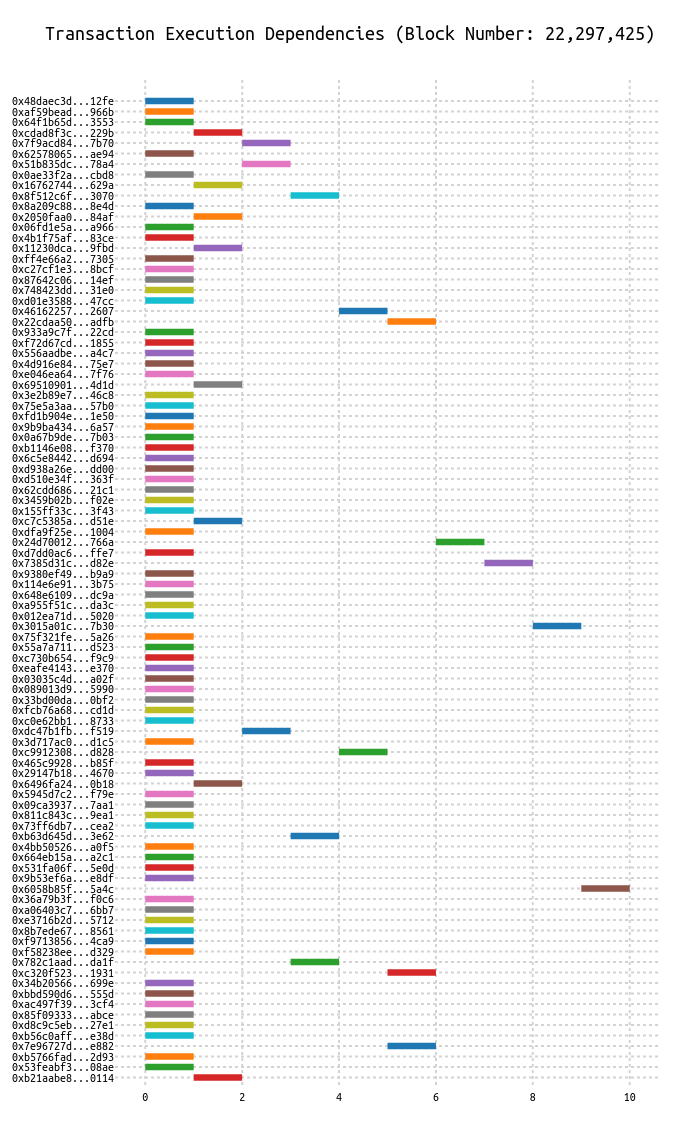 Transaction Execution Dependencies (Block Number: 22,297,425)
0x48daec3d...12fe
0xaf59bead...966b
0x64f1b65d...3553
0xcdad8f3c...229b
0x7f9acd84...7b70
0x62578065...ae94
0x51b835dc...78a4
0x0ae33f2a...cbd8
0x16762744...629a
0x8f512c6f...3070
0x8a209c88...8e4d
0x2050faa0...84af
0x06fd1e5a...a966
0x4b1f75af...83ce
0x11230dca...9fbd
0xff4e66a2...7305
0xc27cf1e3...8bcf
0x87642c06...14ef
0x748423dd...31e0
0xd01e3588...47cc
0x46162257...2607
0x22cdaa50...adfb
0x933a9c7f...22cd
0xf72d67cd...1855
0x556aadbe...a4c7
0x4d916e84...75e7
0xe046ea64...7f76
0x69510901...4d1d
0x3e2b89e7...46c8
0x75e5a3aa...57b0
0xfd1b904e...1e50
0x9b9ba434...6a57
0x0a67b9de...7b03
0xb1146e08...f370
0x6c5e8442...d694
0xd938a26e...dd00
0xd510e34f...363f
0x62cdd686...21c1
0x3459b02b...f02e
0x155ff33c...3f43
0xc7c5385a...d51e
0xdfa9f25e...1004
0x24d70012...766a
0xd7dd0ac6...ffe7
0x7385d31c...d82e
0x9380ef49...b9a9
0x114e6e91...3b75
0x648e6109...dc9a
0xa955f51c...da3c
0x012ea71d...5020
0x3015a01c...7b30
0x75f321fe...5a26
0x55a7a711...d523
0xc730b654...f9c9
0xeafe4143...e370
0x03035c4d...a02f
0x089013d9...5990
0x33bd00da...0bf2
0xfcb76a68...cd1d
0xc0e62bb1...8733
0xdc47b1fb...f519
0x3d717ac0...d1c5
0xc9912308...d828
0x465c9928...b85f
0x29147b18...4670
0x6496fa24...0b18
0x5945d7c2...f79e
0x09ca3937...7aa1
0x811c843c...9ea1
0x73ff6db7...cea2
0xb63d645d...3e62
0x4bb50526...a0f5
0x664eb15a...a2c1
0x531fa06f...5e0d
0x9b53ef6a...e8df
0x6058b85f...5a4c
0x36a79b3f...f0c6
0xa06403c7...6bb7
0xe3716b2d...5712
0x8b7ede67...8561
0xf9713856...4ca9
0xf58238ee...d329
0x782c1aad...da1f
0xc320f523...1931
0x34b20566...699e
0xbbd590d6...555d
0xac497f39...3cf4
0x85f09333...abce
0xd8c9c5eb...27e1
0xb56c0aff...e38d
0x7e96727d...e882
0xb5766fad...2d93
0x53feabf3...08ae
0xb21aabe8...0114
0 2 4 6 8 10